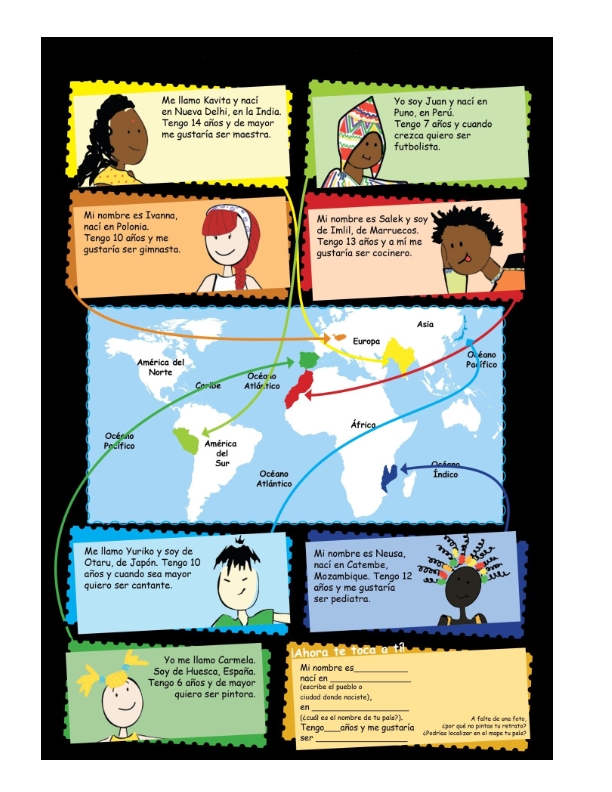 Me llamo Kavita y nací
en Nueva Delhi, en la India.
Tengo 14 años y de mayor
me gustaría ser maestra.
Yo soy Juan y nací en
Puno, en Perú.
Tengo 7 años y cuando
crezca quiero ser
futbolista.
Mi nombre es Ivanna,
nací en Polonia.
Tengo 10 años y me
gustaría ser gimnasta.
Mi nombre es Salek y soy
de Imlil, de Marruecos.
Tengo 13 años y a mí me
gustaría ser cocinero.
Asia
Europa
América del
Norte
Caribe
Océano
Atlántico
Océano
Pacífico
África
Océano
Pacífico
América
del
Sur
Océano
Atlántico
Océano
Índico
Me llamo Yuriko y soy de
Otaru, de Japón. Tengo 10
años y cuando sea mayor
quiero ser cantante.
Mi nombre es Neusa,
nací en Catembe,
Mozambique. Tengo 12
años y me gustaría
ser pediatra.
Yo me llamo Carmela.
Soy de Huesca, España.
Tengo 6 años y de mayor
quiero ser pintora.
¡Ahora te toca a tí!
Mi nombre es___________
nací en _________________
(escribe el pueblo o
ciudad donde naciste),
en ____________________
(¿cuál es el nombre de tu país?).
Tengo___años y me gustaría
ser ___________________
A falta de una foto,
¿por qué no pintas tu retrato?
¿Podrías localizar en el mapa tu país?